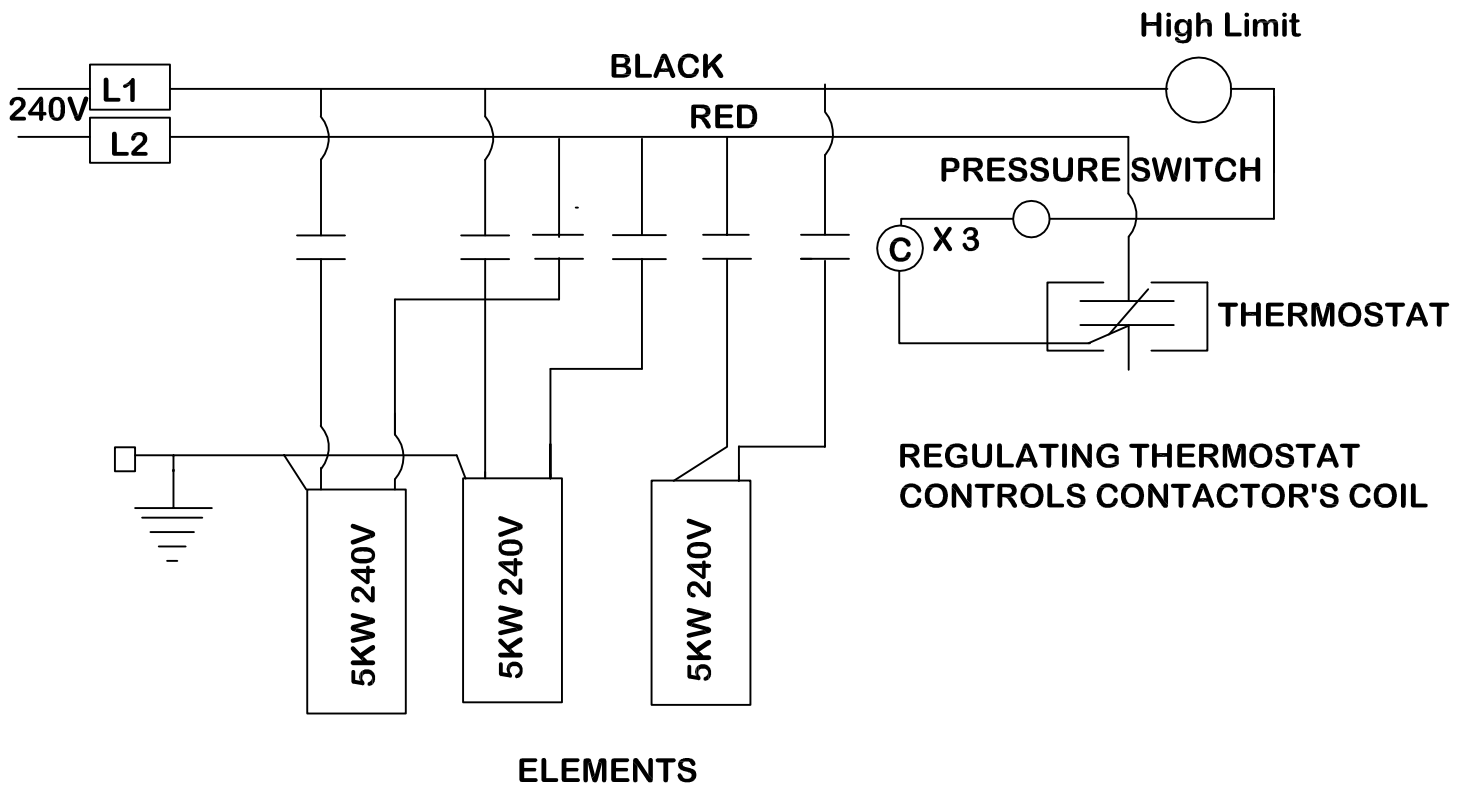 High Limit
BLACK
L1
240V
RED
L2
PRESSURE SWITCH
C
X 3
THERMOSTAT
REGULATING THERMOSTAT
CONTROLS CONTACTOR'S COIL
5KW 240V
5KW 240V
5KW 240V
ELEMENTS